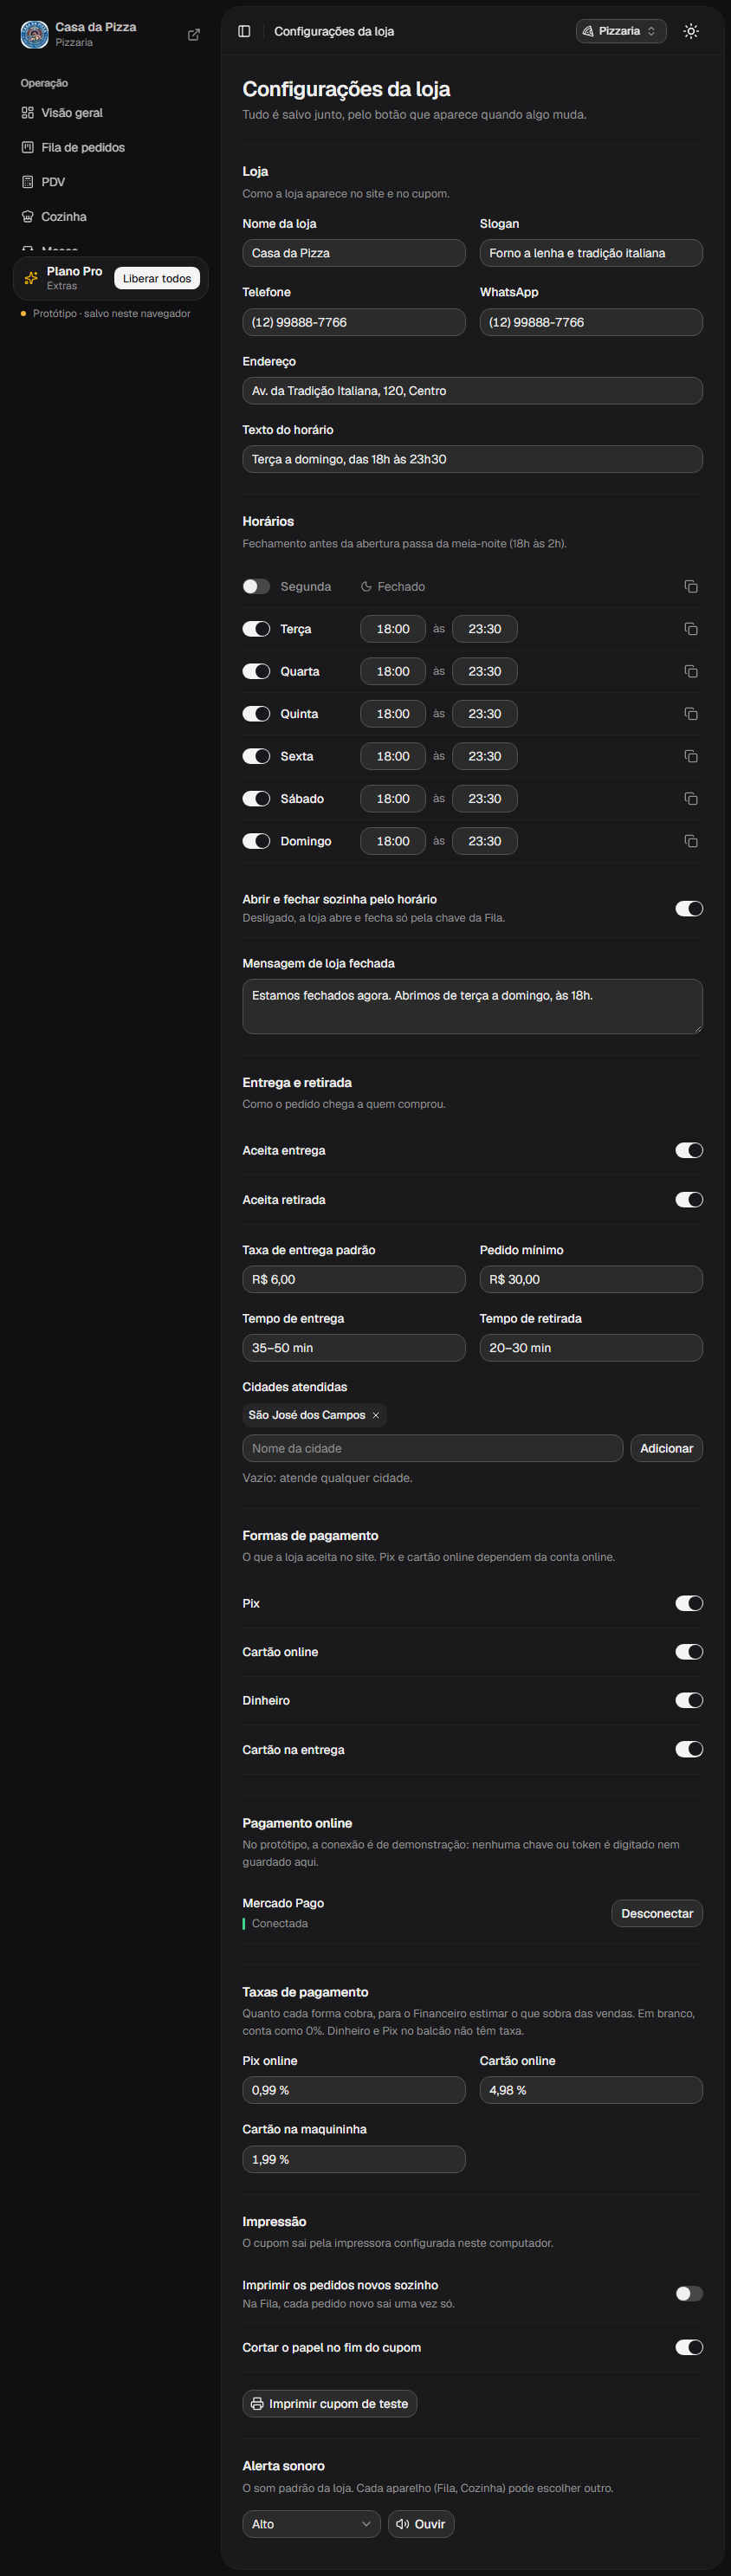 Casa da Pizza
Pizzaria
Operação
Visão geral
Fila de pedidos
PDV
Cozinha
Mesas
Plano Pro
Extras
Liberar todos
Protótipo · salvo neste navegador
Configurações da loja
Pizzaria
Configurações da loja
Tudo é salvo junto, pelo botão que aparece quando algo muda.
Loja
Como a loja aparece no site e no cupom.
Nome da loja
Slogan
Casa da Pizza
Forno a lenha e tradição italiana
Telefone
WhatsApp
(12) 99888-7766
(12) 99888-7766
Endereço
Av. da Tradição Italiana, 120, Centro
Texto do horário
Terça a domingo, das 18h às 23h30
Horários
Fechamento antes da abertura passa da meia-noite (18h às 2h).
Segunda Fechado
Terça 18:00 às 23:30
Quarta 18:00 às 23:30
Quinta 18:00 às 23:30
Sexta 18:00 às 23:30
Sábado 18:00 às 23:30
Domingo 18:00 às 23:30
Abrir e fechar sozinha pelo horário
Desligado, a loja abre e fecha só pela chave da Fila.
Mensagem de loja fechada
Estamos fechados agora. Abrimos de terça a domingo, às 18h.
Entrega e retirada
Como o pedido chega a quem comprou.
Aceita entrega
Aceita retirada
Taxa de entrega padrão
Pedido mínimo
R$ 6,00
R$ 30,00
Tempo de entrega
Tempo de retirada
35–50 min
20–30 min
Cidades atendidas
São José dos Campos
Nome da cidade
Adicionar
Vazio: atende qualquer cidade.
Formas de pagamento
O que a loja aceita no site. Pix e cartão online dependem da conta online.
Pix
Cartão online
Dinheiro
Cartão na entrega
Pagamento online
No protótipo, a conexão é de demonstração: nenhuma chave ou token é digitado nem
guardado aqui.
Mercado Pago
Conectada
Desconectar
Taxas de pagamento
Quanto cada forma cobra, para o Financeiro estimar o que sobra das vendas. Em branco,
conta como 0%. Dinheiro e Pix no balcão não têm taxa.
Pix online
Cartão online
0,99 %
4,98 %
Cartão na maquininha
1,99 %
Impressão
O cupom sai pela impressora configurada neste computador.
Imprimir os pedidos novos sozinho
Na Fila, cada pedido novo sai uma vez só.
Cortar o papel no fim do cupom
Imprimir cupom de teste
Alerta sonoro
O som padrão da loja. Cada aparelho (Fila, Cozinha) pode escolher outro.
Alto
Ouvir